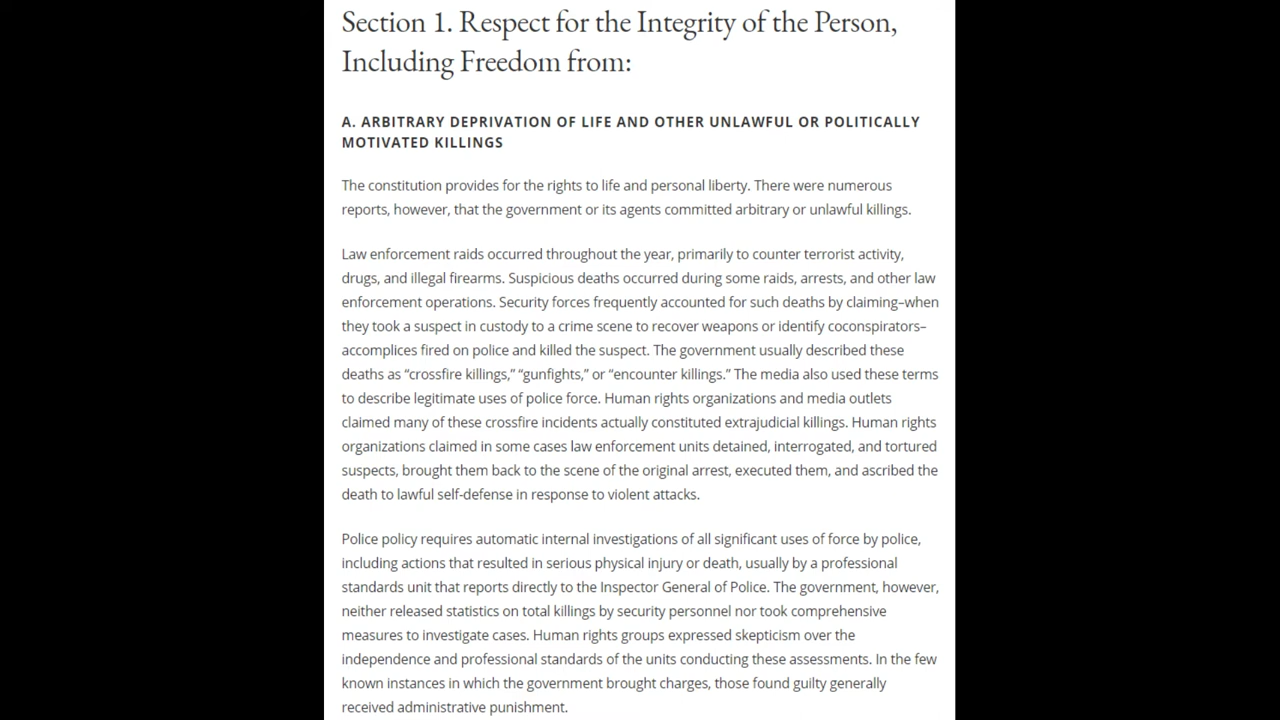 Section 1. Respect for the Integrity of the Person,
Including Freedom from:
A. ARBITRARY DEPRIVATION OF LIFE AND OTHER UNLAWFUL OR POLITICALLY
MOTIVATED KILLINGS
The constitution provides for the rights to life and personal liberty. There were numerous
reports, however, that the government or its agents committed arbitrary or unlawful killings.
Law enforcement raids occurred throughout the year, primarily to counter terrorist activity,
drugs, and illegal firearms. Suspicious deaths occurred during some raids, arrests, and other law
enforcement operations. Security forces frequently accounted for such deaths by claiming–when
they took a suspect in custody to a crime scene to recover weapons or identify coconspirators–
accomplices fired on police and killed the suspect. The government usually described these
deaths as “crossfire killings,” “gunfights,” or “encounter killings.” The media also used these terms
to describe legitimate uses of police force. Human rights organizations and media outlets
claimed many of these crossfire incidents actually constituted extrajudicial killings. Human rights
organizations claimed in some cases law enforcement units detained, interrogated, and tortured
suspects, brought them back to the scene of the original arrest, executed them, and ascribed the
death to lawful self-defense in response to violent attacks.
Police policy requires automatic internal investigations of all significant uses of force by police,
including actions that resulted in serious physical injury or death, usually by a professional
standards unit that reports directly to the Inspector General of Police. The government, however,
neither released statistics on total killings by security personnel nor took comprehensive
measures to investigate cases. Human rights groups expressed skepticism over the
independence and professional standards of the units conducting these assessments. In the few
known instances in which the government brought charges, those found guilty generally
received administrative punishment.